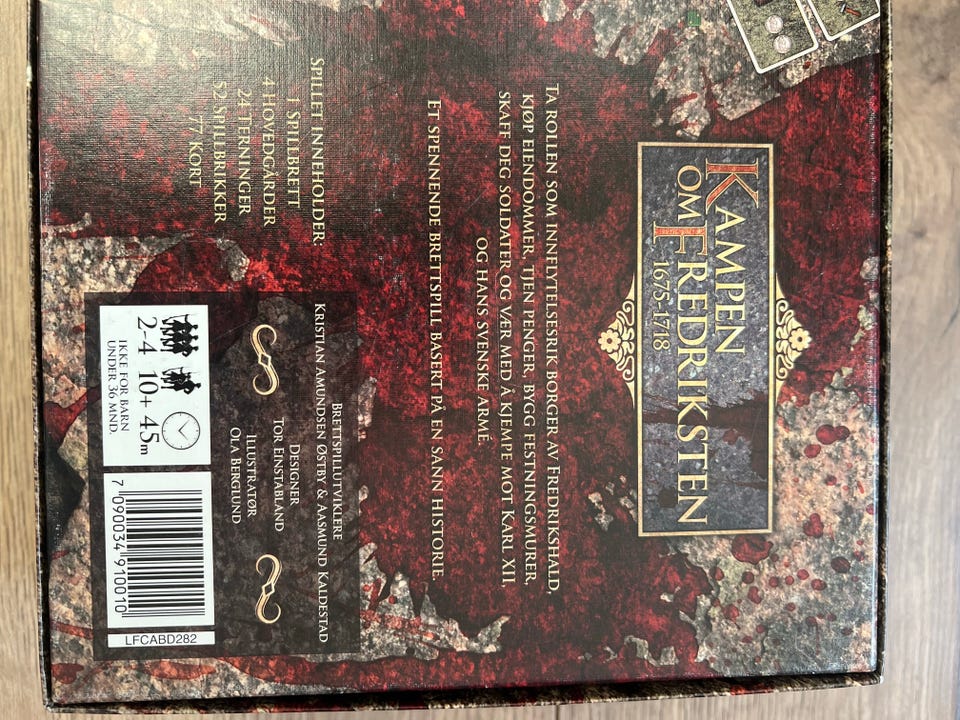 KAMPEN
OM FREDRIKSTEN
1675-1718
TA ROLLEN SOM INNFLYTELSESRIK BORGER AV FREDRIKSHALD,
KJØP EIENDOMMER, TJEN PENGER, BYGG FESTNINGSMURER,
SKAFF DEG SOLDATER OG VÆR MED Å KJEMPE MOT KARL XII,
OG HANS SVENSKE ARMÉ.
ET SPENNENDE BRETTSPILL BASERT PÅ EN SANN HISTORIE.
SPILLET INNEHOLDER:
1 SPILLBRETT
4 HOVEDGÅRDER
24 TERNINGER
52 SPILLBRIKKER
77 KORT
BRETTSPILLUTVIKLERE
KRISTIAN AMUNDSEN ØSTBY & AASMUND KALDESTAD
DESIGNER
TOR EINSTABLAND
ILLUSTRATØR
OLA BERGLUND
2-4 10+ 45m
IKKE FOR BARN
UNDER 36 MND.
7 090034 910010
LFCABD282